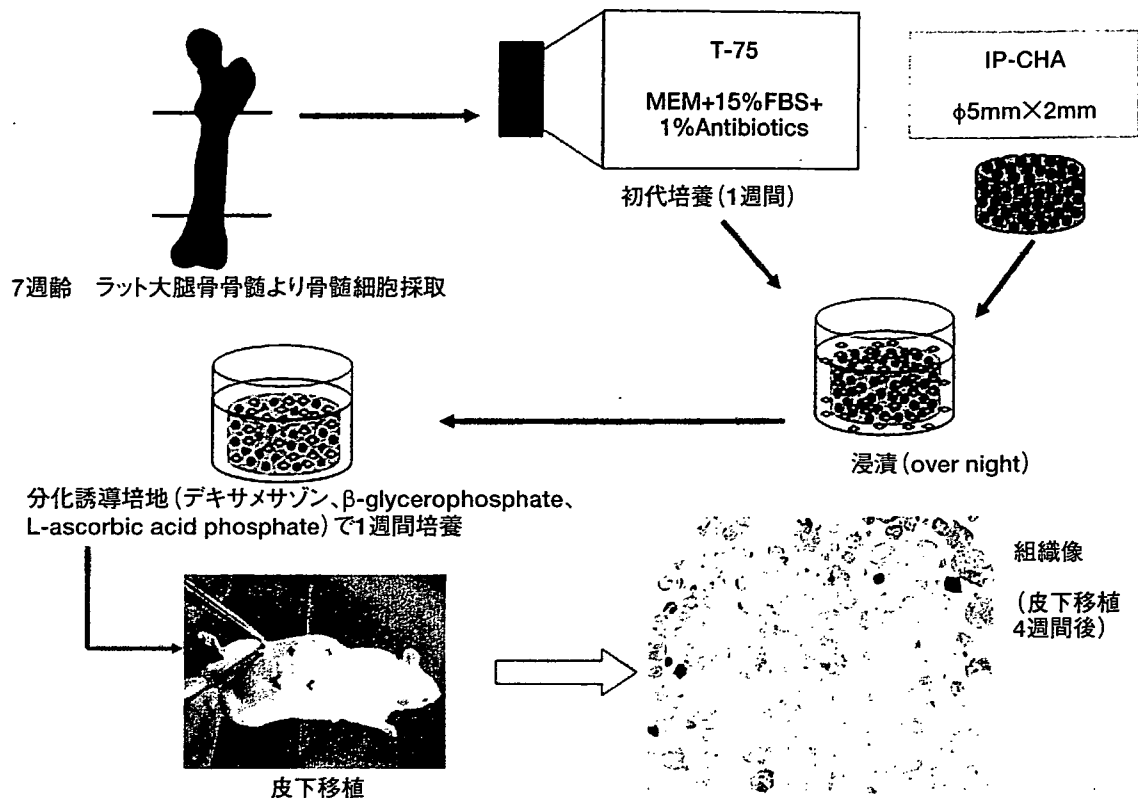 T-75
MEM+15%FBS+
1%Antibiotics
IP-CHA
φ5mm×2mm
初代培養（1週間）
7週齢　ラット大腿骨骨髄より骨髄細胞採取
浸漬（over night）
分化誘導培地（デキサメサゾン、β-glycerophosphate、
L-ascorbic acid phosphate）で1週間培養
組織像
（皮下移植
4週間後）
皮下移植